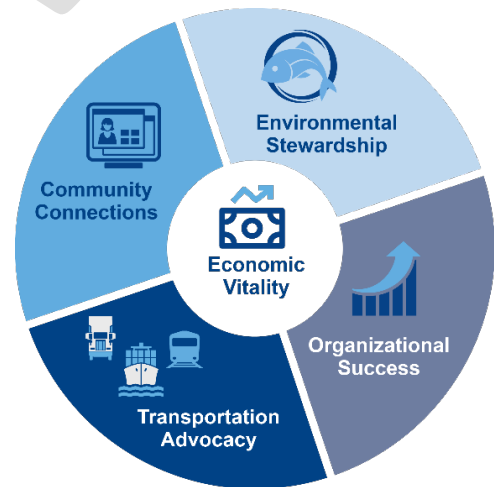 Environmental
Stewardship
Community
Connections
Economic
Vitality
Organizational
Success
Transportation
Advocacy